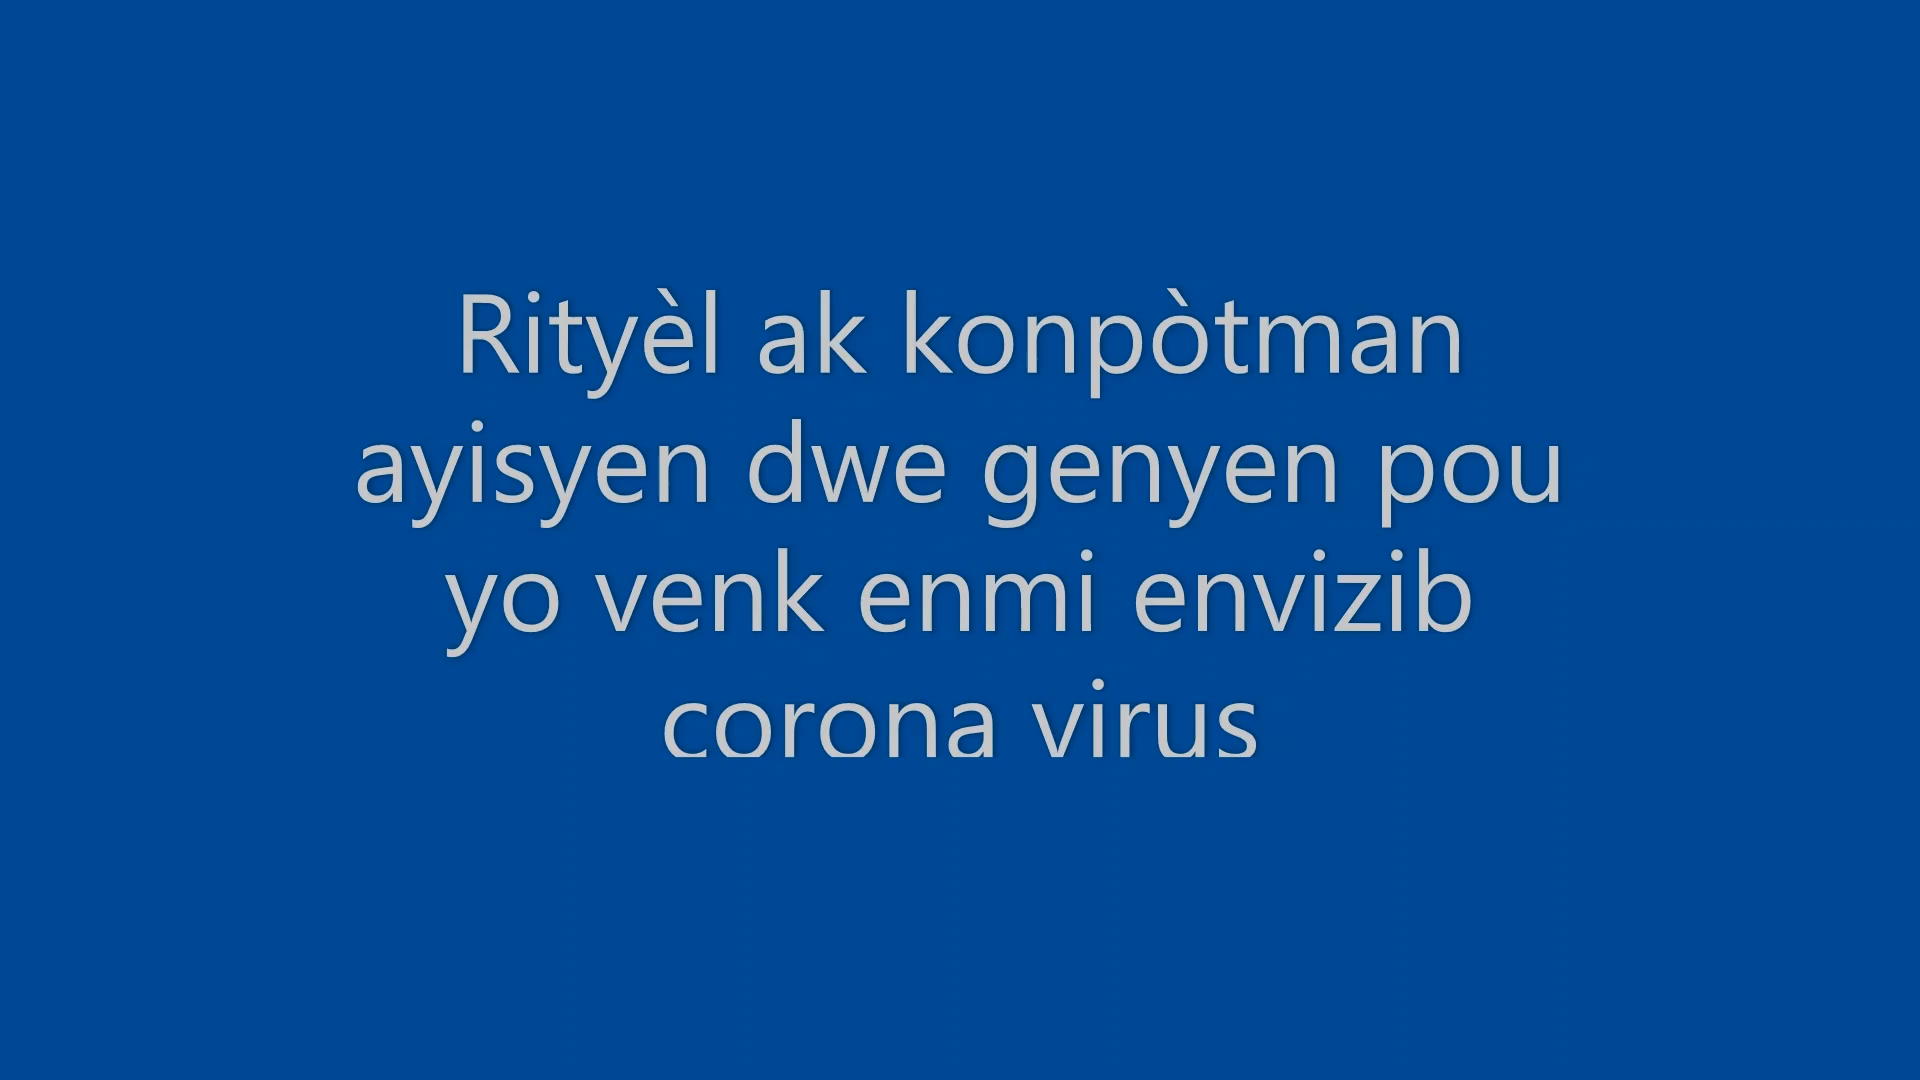 Rityèl ak konpòtman
ayisyen dwe genyen pou
yo venk enmi envizib
corona virus